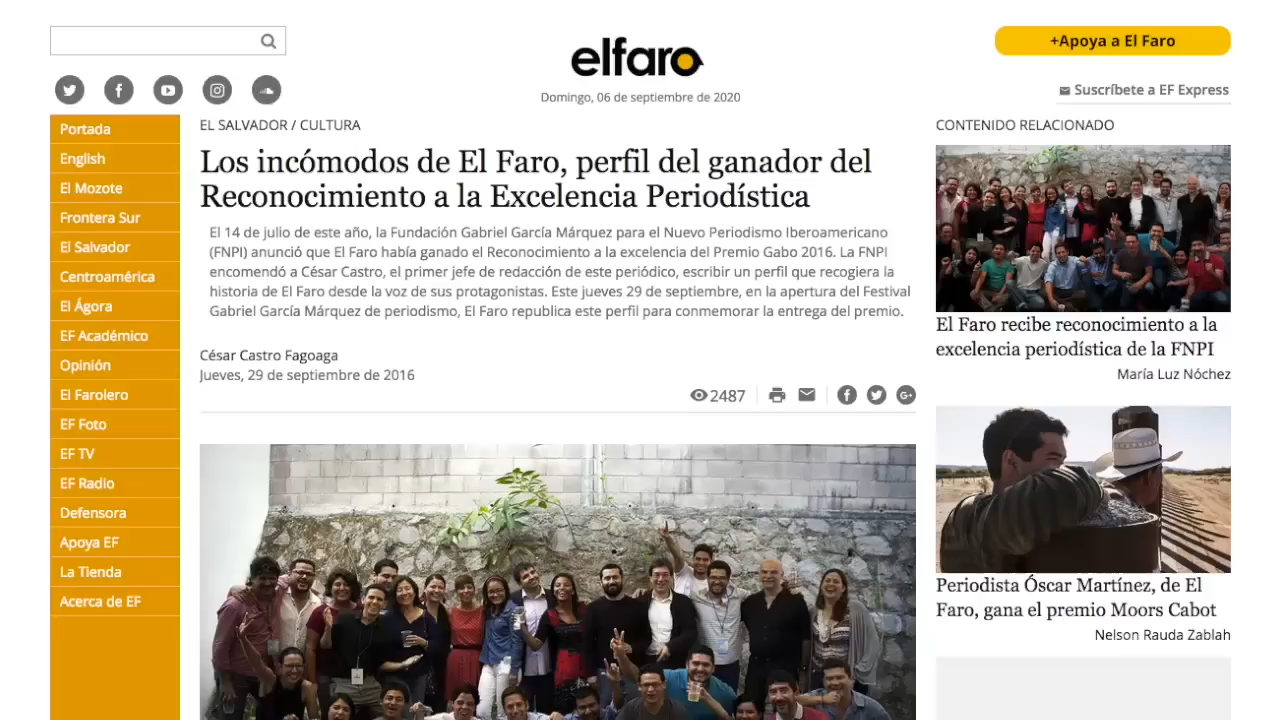 elfaro
+Apoya a El Faro
Domingo, 06 de septiembre de 2020
Suscríbete a EF Express
Portada
English
El Mozote
Frontera Sur
El Salvador
Centroamérica
El Ágora
EF Académico
Opinión
El Farolero
EF Foto
EF TV
EF Radio
Defensora
Apoya EF
La Tienda
Acerca de EF
EL SALVADOR / CULTURA
Los incómodos de El Faro, perfil del ganador del
Reconocimiento a la Excelencia Periodística
El 14 de julio de este año, la Fundación Gabriel García Márquez para el Nuevo Periodismo Iberoamericano
(FNPI) anunció que El Faro había ganado el Reconocimiento a la excelencia del Premio Gabo 2016. La FNPI
encomendó a César Castro, el primer jefe de redacción de este periódico, escribir un perfil que recogiera la
historia de El Faro desde la voz de sus protagonistas. Este jueves 29 de septiembre, en la apertura del Festival
Gabriel García Márquez de periodismo, El Faro republica este perfil para conmemorar la entrega del premio.
César Castro Fagoaga
Jueves, 29 de septiembre de 2016
2487
CONTENIDO RELACIONADO
El Faro recibe reconocimiento a la
excelencia periodística de la FNPI
María Luz Nóchez
Periodista Óscar Martínez, de El
Faro, gana el premio Moors Cabot
Nelson Rauda Zablah